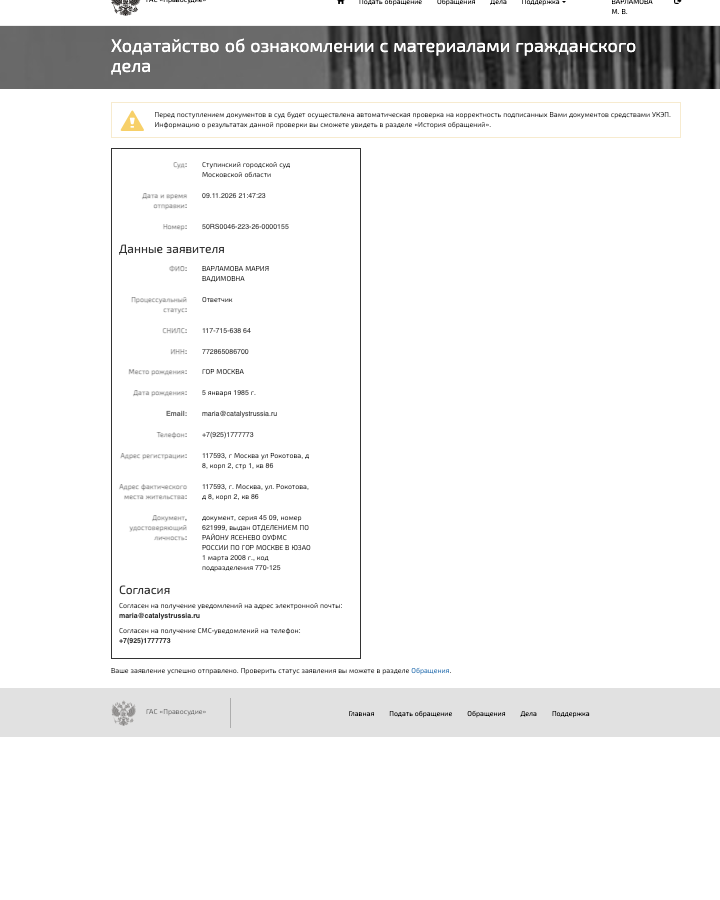 ГАС «Правосудие»
Подать обращение
Обращения
Дела
Поддержка
ВАРЛАМОВА
М. В.
Ходатайство об ознакомлении с материалами гражданского
дела
Перед поступлением документов в суд будет осуществлена автоматическая проверка на корректность подписанных Вами документов средствами УКЭП.
Информацию о результатах данной проверки вы сможете увидеть в разделе «История обращений».
Суд: Ступинский городской суд
Московской области
Дата и время
отправки: 09.11.2026 21:47:23
Номер: 50RS0046-223-26-0000155
Данные заявителя
ФИО: ВАРЛАМОВА МАРИЯ
ВАДИМОВНА
Процессуальный
статус: Ответчик
СНИЛС: 117-715-638 64
ИНН: 772865086700
Место рождения: ГОР МОСКВА
Дата рождения: 5 января 1985 г.
Email: maria@catalystrussia.ru
Телефон: +7(925)1777773
Адрес регистрации: 117593, г Москва ул Рокотова, д
8, корп 2, стр 1, кв 86
Адрес фактического
места жительства: 117593, г. Москва, ул. Рокотова,
д 8, корп 2, кв 86
Документ,
удостоверяющий
личность: документ, серия 45 09, номер
621999, выдан ОТДЕЛЕНИЕМ ПО
РАЙОНУ ЯСЕНЕВО ОУФМС
РОССИИ ПО ГОР МОСКВЕ В ЮЗАО
1 марта 2008 г., код
подразделения 770-125
Согласия
Согласен на получение уведомлений на адрес электронной почты:
maria@catalystrussia.ru
Согласен на получение СМС-уведомлений на телефон:
+7(925)1777773
Ваше заявление успешно отправлено. Проверить статус заявления вы можете в разделе Обращения.
ГАС «Правосудие»
Главная
Подать обращение
Обращения
Дела
Поддержка